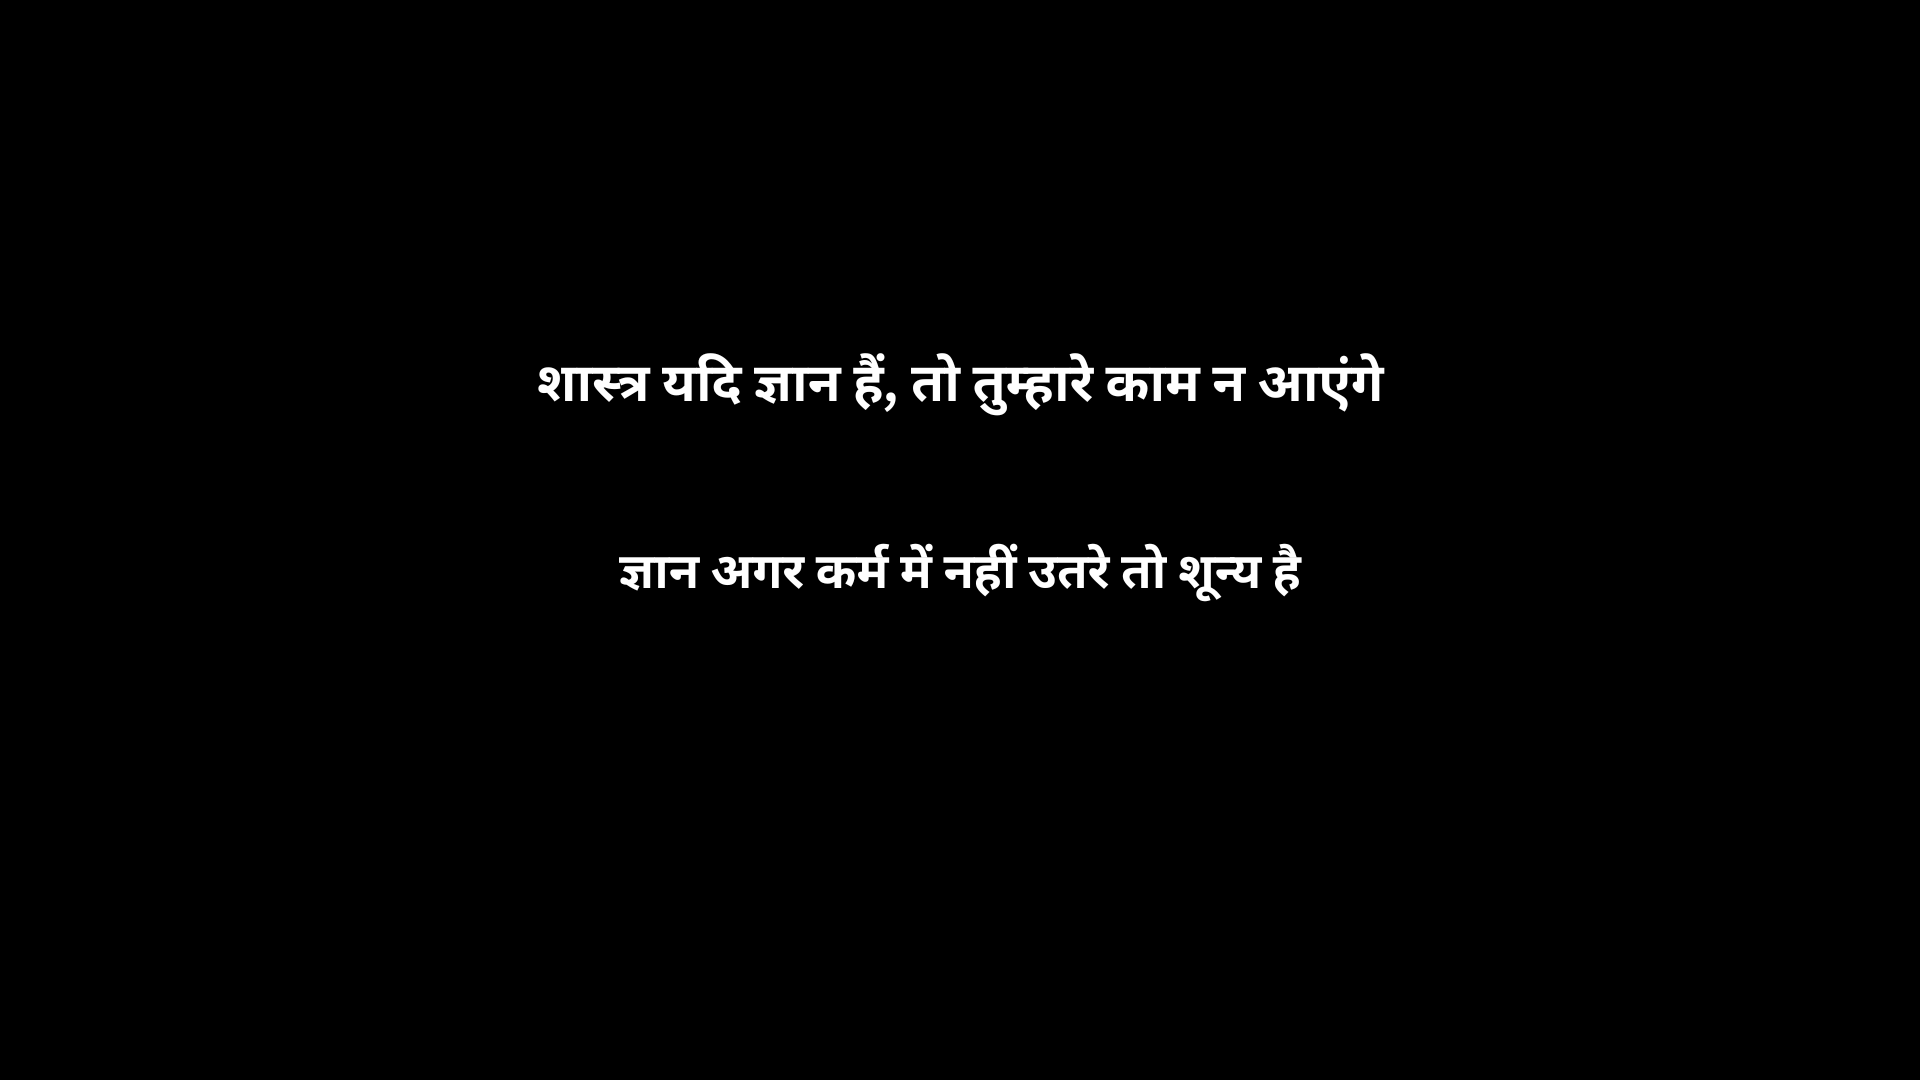 शास्त्र यदि ज्ञान हैं, तो तुम्हारे काम न आएंगे
ज्ञान अगर कर्म में नहीं उतरे तो शून्य है